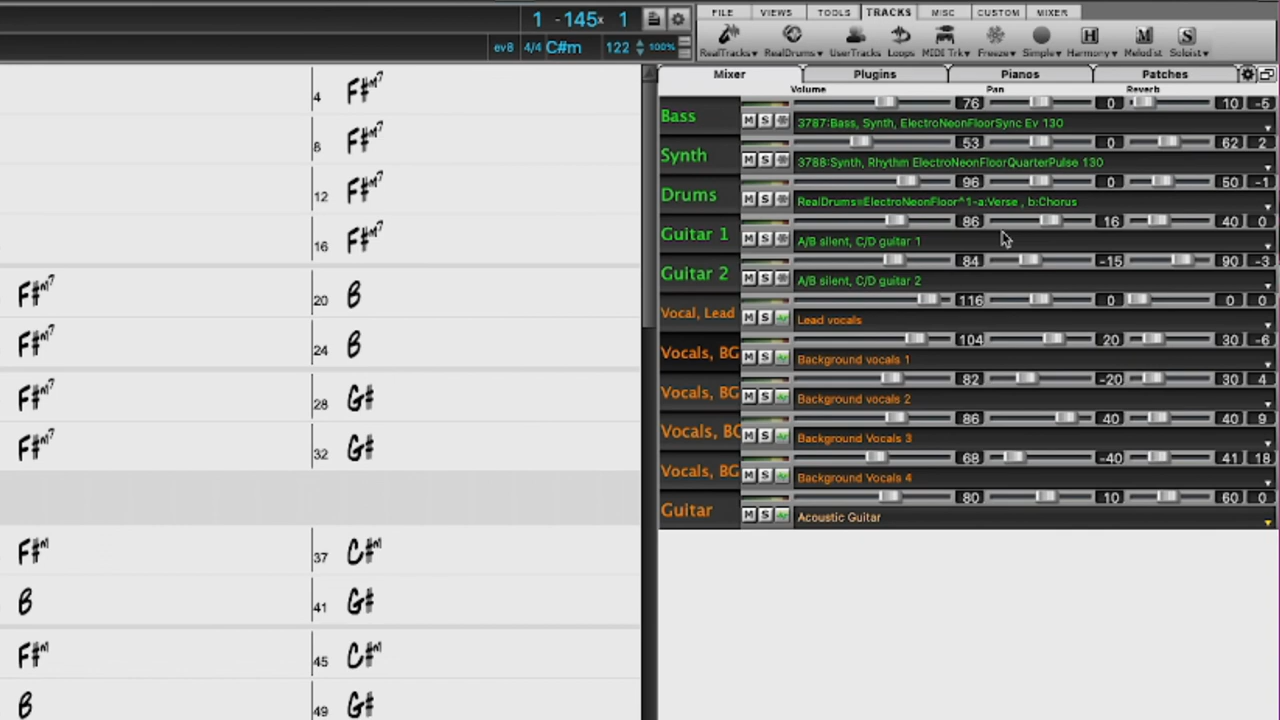 1 -145x 1
ev8 4/4 C#m 122 100%
FILE VIEWS TOOLS TRACKS MISC CUSTOM MIXER
RealTracks RealDrums UserTracks Loops MIDI Trk Freeze Simple Harmony Melodist Soloist
Mixer Plugins Pianos Patches
Volume Pan Reverb
Bass M S 76 0 10 -5
3787:Bass, Synth, ElectroNeonFloorSync Ev 130
Synth M S 53 0 62 2
3788:Synth, Rhythm ElectroNeonFloorQuarterPulse 130
Drums M S 96 0 50 -1
RealDrums=ElectroNeonFloor^1-a:Verse , b:Chorus
Guitar 1 M S 86 16 40 0
A/B silent, C/D guitar 1
Guitar 2 M S 84 -15 90 -3
A/B silent, C/D guitar 2
Vocal, Lead M S 116 0 0 0
Lead vocals
Vocals, BG M S 104 20 30 -6
Background vocals 1
Vocals, BG M S 82 -20 30 4
Background vocals 2
Vocals, BG M S 86 40 40 9
Background Vocals 3
Vocals, BG M S 68 -40 41 18
Background Vocals 4
Guitar M S 80 10 60 0
Acoustic Guitar
4 F#m7
8 F#m7
12 F#m7
16 F#m7
F#m7 20 B
F#m7 24 B
F#m7 28 G#
F#m7 32 G#
F#m 37 C#m
B 41 G#
F#m 45 C#m
B 49 G#